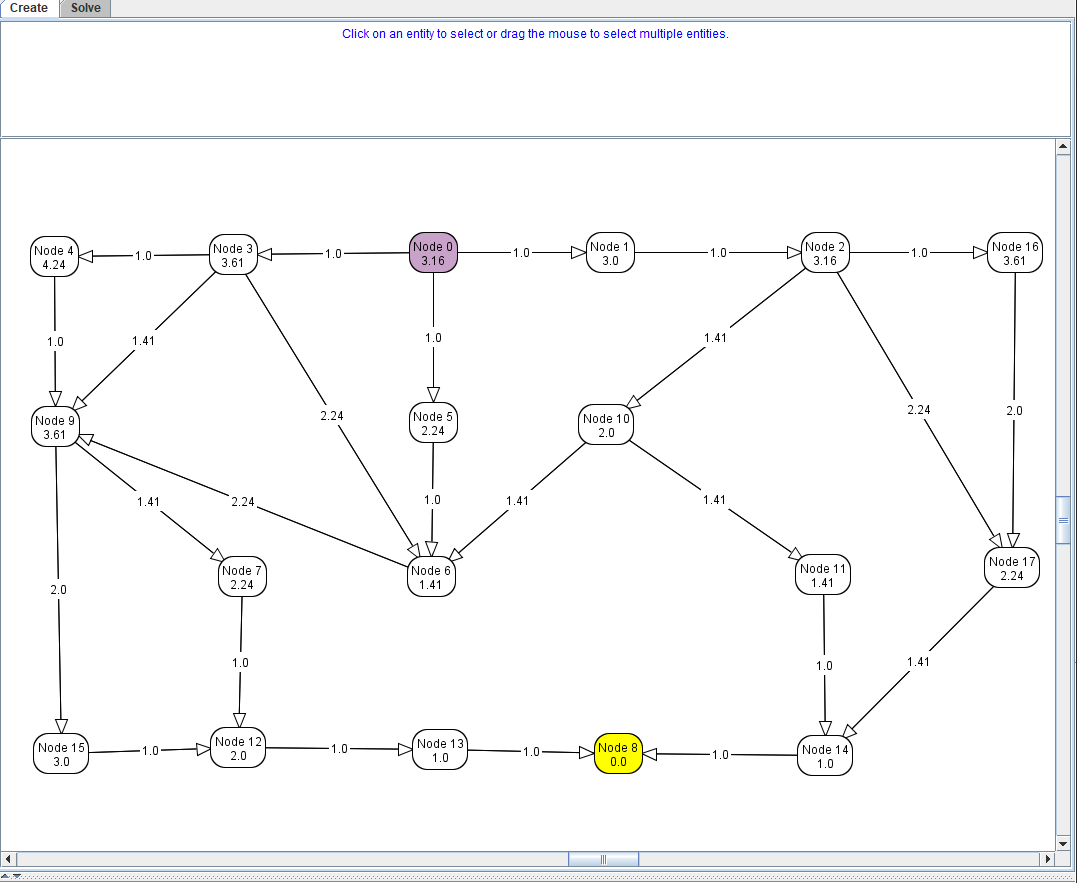 Create Solve
Click on an entity to select or drag the mouse to select multiple entities.
Node 4
4.24
1.0
Node 3
3.61
1.0
Node 0
3.16
1.0
Node 1
3.0
1.0
Node 2
3.16
1.0
Node 16
3.61
1.0
1.41
1.0
1.41
2.24
2.24
2.0
Node 9
3.61
Node 5
2.24
Node 10
2.0
1.41
2.24
1.0
1.41
1.41
Node 7
2.24
Node 6
1.41
Node 11
1.41
Node 17
2.24
2.0
1.0
1.0
1.41
Node 15
3.0
1.0
Node 12
2.0
1.0
Node 13
1.0
1.0
Node 8
0.0
1.0
Node 14
1.0